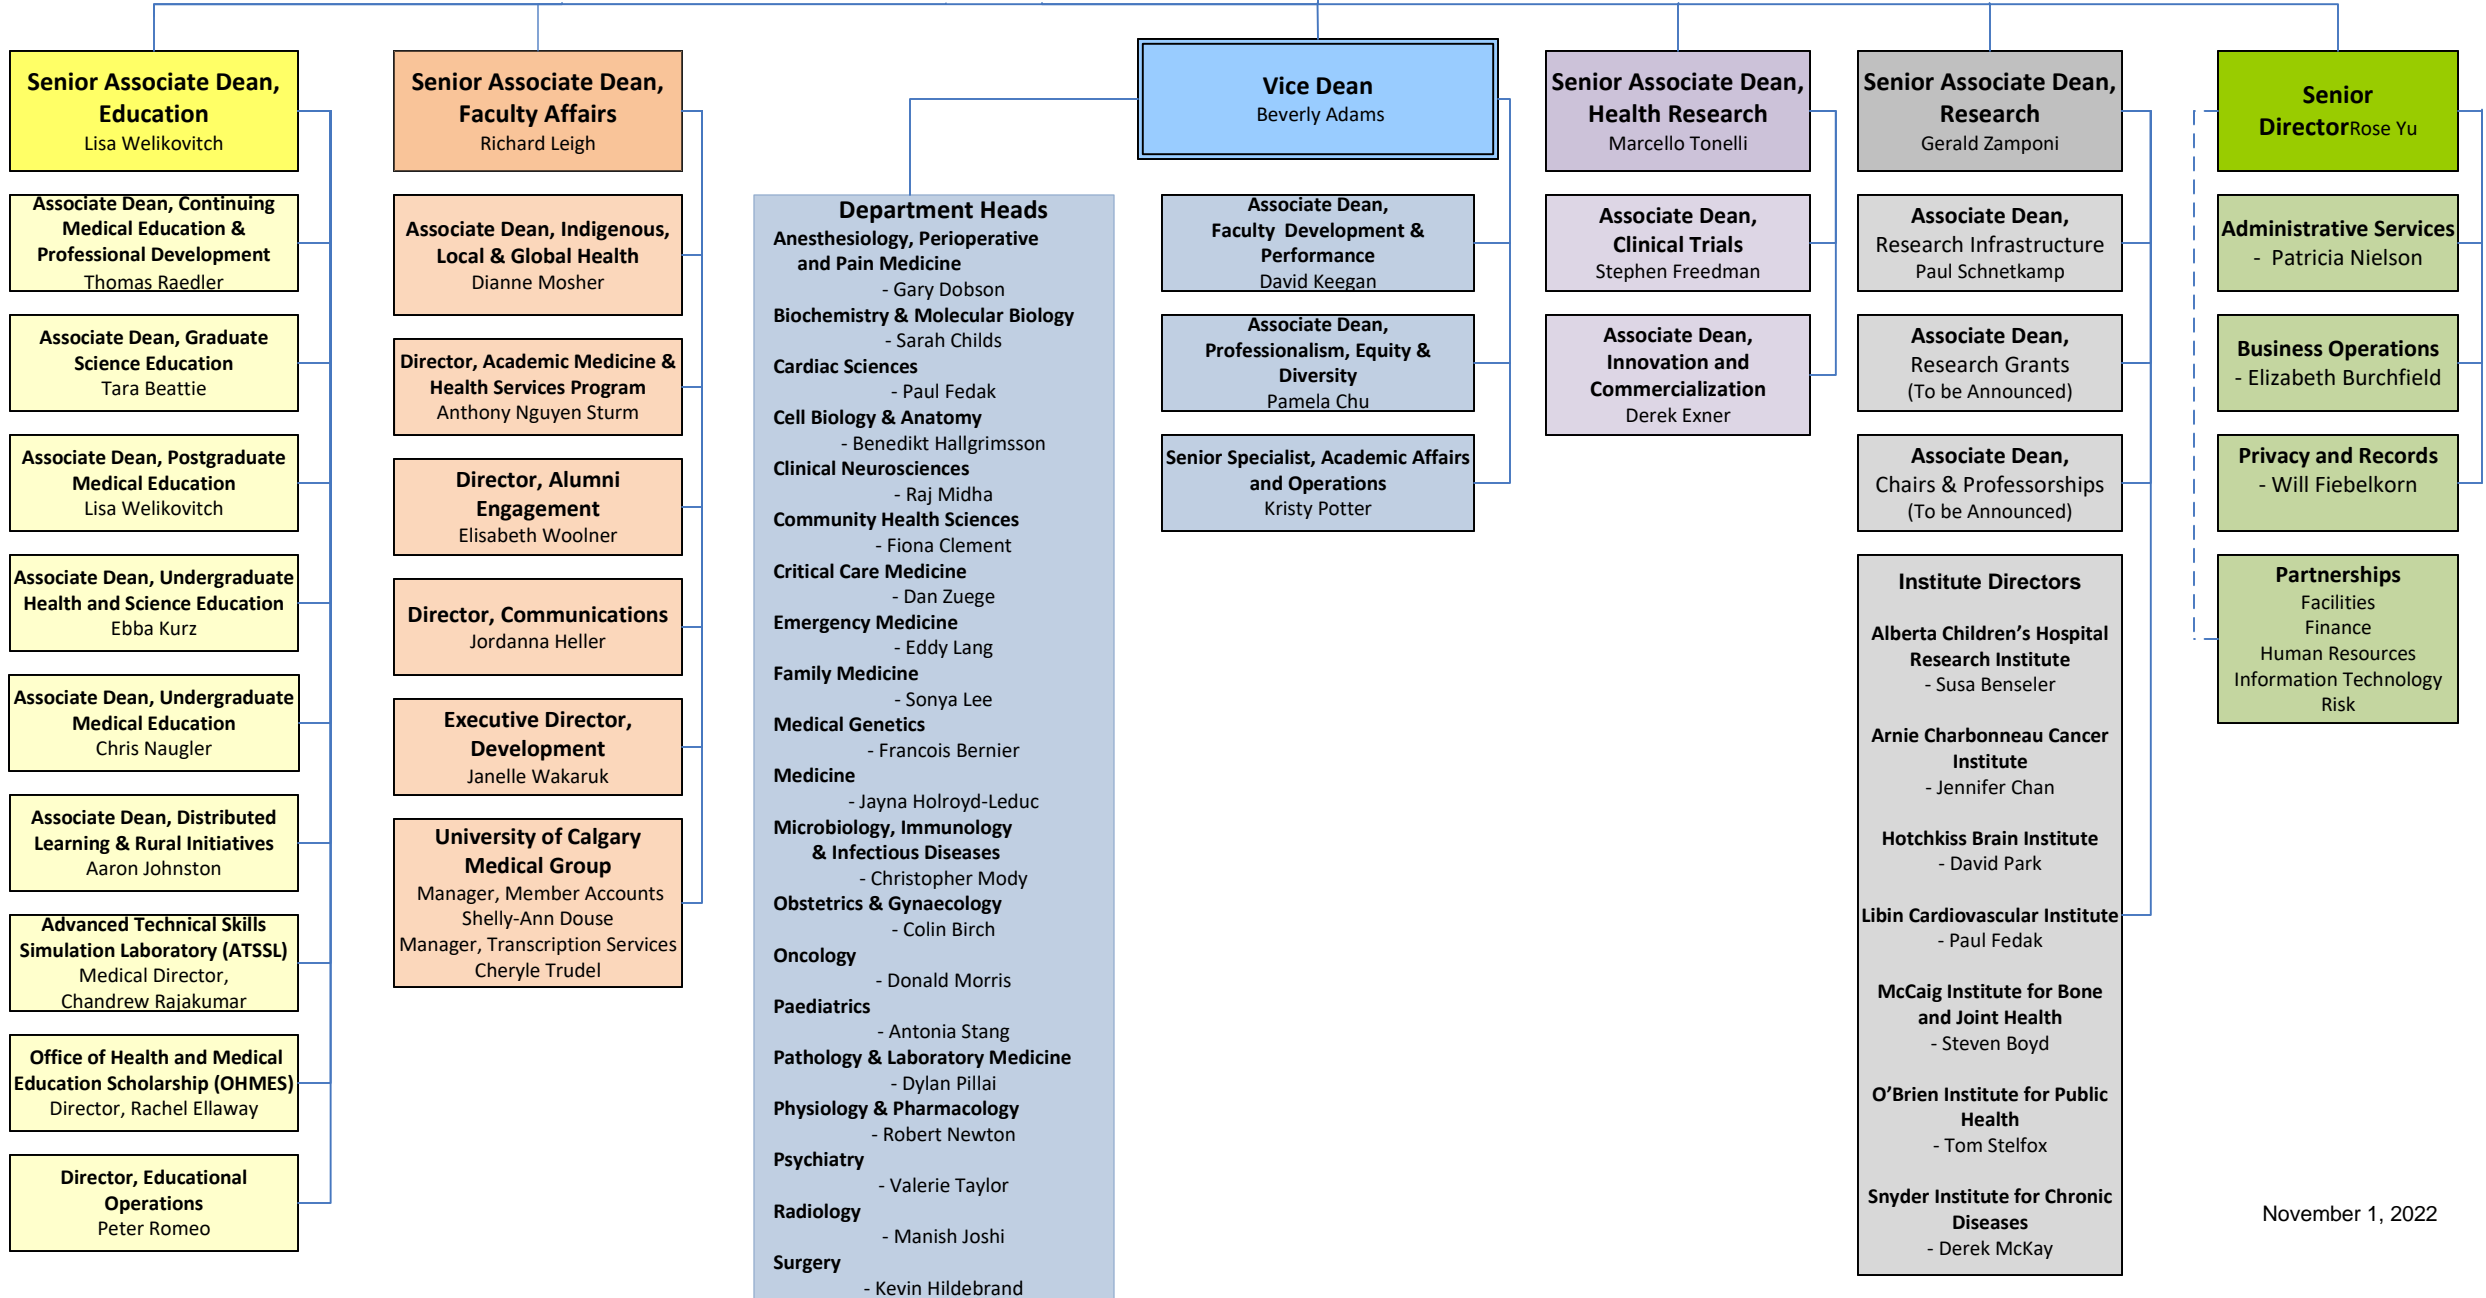 Senior Associate Dean,
Education
Lisa Welikovitch
Associate Dean, Continuing
Medical Education &
Professional Development
Thomas Raedler
Associate Dean, Graduate
Science Education
Tara Beattie
Associate Dean, Postgraduate
Medical Education
Lisa Welikovitch
Associate Dean, Undergraduate
Health and Science Education
Ebba Kurz
Associate Dean, Undergraduate
Medical Education
Chris Naugler
Associate Dean, Distributed
Learning & Rural Initiatives
Aaron Johnston
Advanced Technical Skills
Simulation Laboratory (ATSSL)
Medical Director,
Chandrew Rajakumar
Office of Health and Medical
Education Scholarship (OHMES)
Director, Rachel Ellaway
Director, Educational
Operations
Peter Romeo
Senior Associate Dean,
Faculty Affairs
Richard Leigh
Associate Dean, Indigenous,
Local & Global Health
Dianne Mosher
Director, Academic Medicine &
Health Services Program
Anthony Nguyen Sturm
Director, Alumni
Engagement
Elisabeth Woolner
Director, Communications
Jordanna Heller
Executive Director,
Development
Janelle Wakaruk
University of Calgary
Medical Group
Manager, Member Accounts
Shelly-Ann Douse
Manager, Transcription Services
Cheryle Trudel
Department Heads
Anesthesiology, Perioperative
and Pain Medicine
- Gary Dobson
Biochemistry & Molecular Biology
- Sarah Childs
Cardiac Sciences
- Paul Fedak
Cell Biology & Anatomy
- Benedikt Hallgrimsson
Clinical Neurosciences
- Raj Midha
Community Health Sciences
- Fiona Clement
Critical Care Medicine
- Dan Zuege
Emergency Medicine
- Eddy Lang
Family Medicine
- Sonya Lee
Medical Genetics
- Francois Bernier
Medicine
- Jayna Holroyd-Leduc
Microbiology, Immunology
& Infectious Diseases
- Christopher Mody
Obstetrics & Gynaecology
- Colin Birch
Oncology
- Donald Morris
Paediatrics
- Antonia Stang
Pathology & Laboratory Medicine
- Dylan Pillai
Physiology & Pharmacology
- Robert Newton
Psychiatry
- Valerie Taylor
Radiology
- Manish Joshi
Surgery
- Kevin Hildebrand
Vice Dean
Beverly Adams
Associate Dean,
Faculty Development &
Performance
David Keegan
Associate Dean,
Professionalism, Equity &
Diversity
Pamela Chu
Senior Specialist, Academic Affairs
and Operations
Kristy Potter
Senior Associate Dean,
Health Research
Marcello Tonelli
Associate Dean,
Clinical Trials
Stephen Freedman
Associate Dean,
Innovation and
Commercialization
Derek Exner
Senior Associate Dean,
Research
Gerald Zamponi
Associate Dean,
Research Infrastructure
Paul Schnetkamp
Associate Dean,
Research Grants
(To be Announced)
Associate Dean,
Chairs & Professorships
(To be Announced)
Institute Directors
Alberta Children’s Hospital
Research Institute
- Susa Benseler
Arnie Charbonneau Cancer
Institute
- Jennifer Chan
Hotchkiss Brain Institute
- David Park
Libin Cardiovascular Institute
- Paul Fedak
McCaig Institute for Bone
and Joint Health
- Steven Boyd
O’Brien Institute for Public
Health
- Tom Stelfox
Snyder Institute for Chronic
Diseases
- Derek McKay
Senior
DirectorRose Yu
Administrative Services
- Patricia Nielson
Business Operations
- Elizabeth Burchfield
Privacy and Records
- Will Fiebelkorn
Partnerships
Facilities
Finance
Human Resources
Information Technology
Risk
November 1, 2022